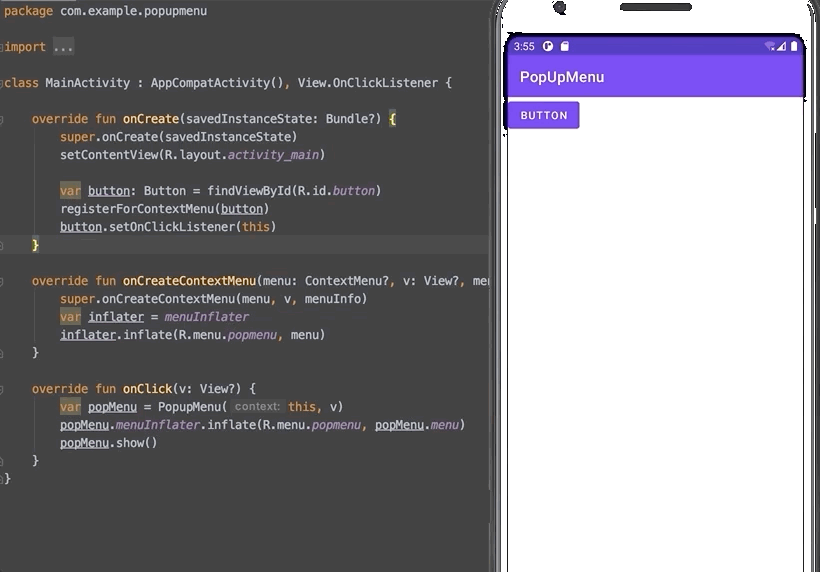 package com.example.popupmenu
import ...
class MainActivity : AppCompatActivity(), View.OnClickListener {
override fun onCreate(savedInstanceState: Bundle?) {
super.onCreate(savedInstanceState)
setContentView(R.layout.activity_main)
var button: Button = findViewById(R.id.button)
registerForContextMenu(button)
button.setOnClickListener(this)
}
override fun onCreateContextMenu(menu: ContextMenu?, v: View?, me
super.onCreateContextMenu(menu, v, menuInfo)
var inflater = menuInflater
inflater.inflate(R.menu.popmenu, menu)
}
override fun onClick(v: View?) {
var popMenu = PopupMenu( context: this, v)
popMenu.menuInflater.inflate(R.menu.popmenu, popMenu.menu)
popMenu.show()
}
}
3:55
PopUpMenu
BUTTON